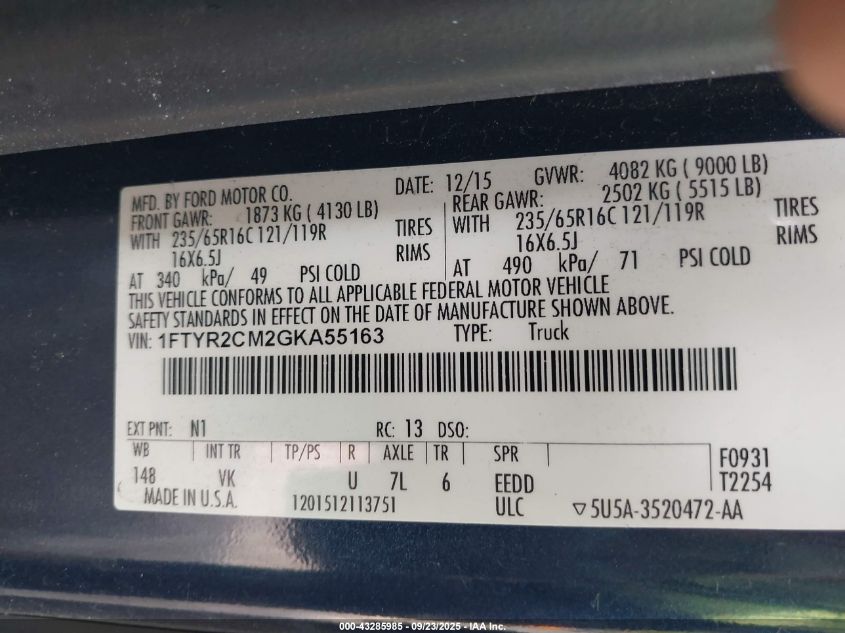 MFD. BY FORD MOTOR CO. DATE: 12/15 GVWR: 4082 KG ( 9000 LB)
FRONT GAWR: 1873 KG ( 4130 LB) REAR GAWR: 2502 KG ( 5515 LB)
WITH 235/65R16C 121/119R TIRES WITH 235/65R16C 121/119R TIRES
16X6.5J RIMS 16X6.5J RIMS
AT 340 kPa/ 49 PSI COLD AT 490 kPa/ 71 PSI COLD
THIS VEHICLE CONFORMS TO ALL APPLICABLE FEDERAL MOTOR VEHICLE
SAFETY STANDARDS IN EFFECT ON THE DATE OF MANUFACTURE SHOWN ABOVE.
VIN: 1FTYR2CM2GKA55163 TYPE: Truck
EXT PNT: N1 RC: 13 DSO:
WB INT TR TP/PS R AXLE TR SPR F0931
148 VK U 7L 6 EEDD T2254
MADE IN U.S.A. 1201512113751 ULC ▽5U5A-3520472-AA
000-43285985 - 09/23/2025 - IAA Inc.